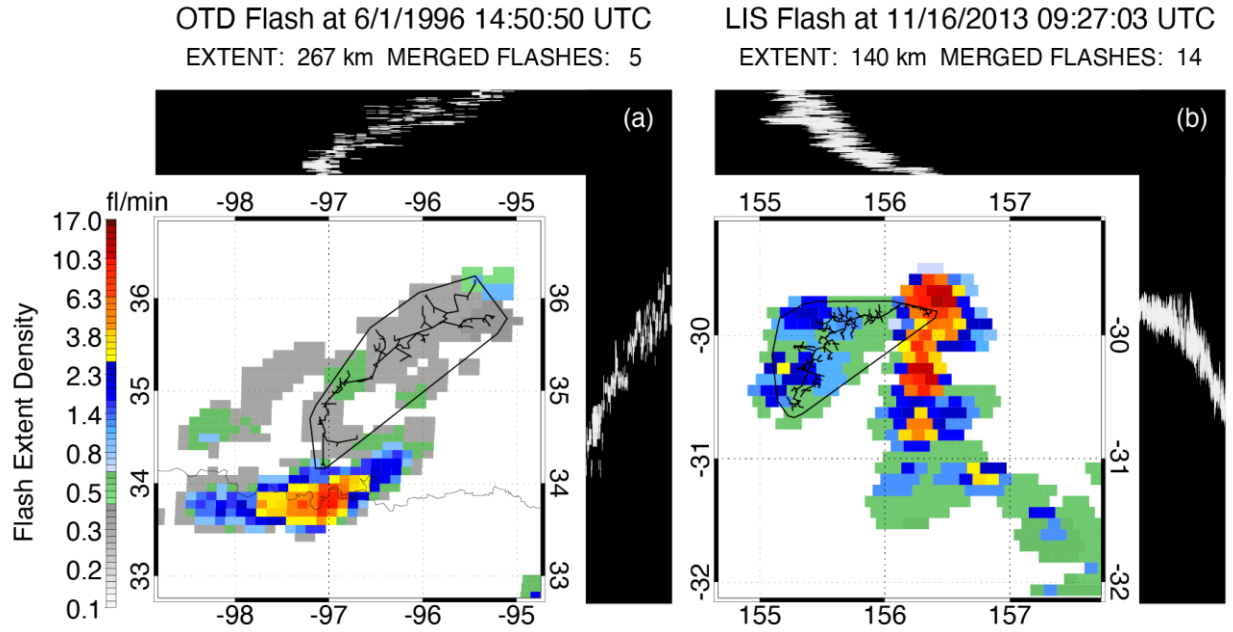 OTD Flash at 6/1/1996 14:50:50 UTC
EXTENT: 267 km MERGED FLASHES: 5
LIS Flash at 11/16/2013 09:27:03 UTC
EXTENT: 140 km MERGED FLASHES: 14
(a)
(b)
fl/min
Flash Extent Density
17.0
10.3
6.3
3.8
2.3
1.4
0.8
0.5
0.3
0.2
0.1
-98 -97 -96 -95
36
35
34
33
36
35
34
33
-98 -97 -96 -95
155 156 157
-30
-31
-32
-30
-31
-32
155 156 157